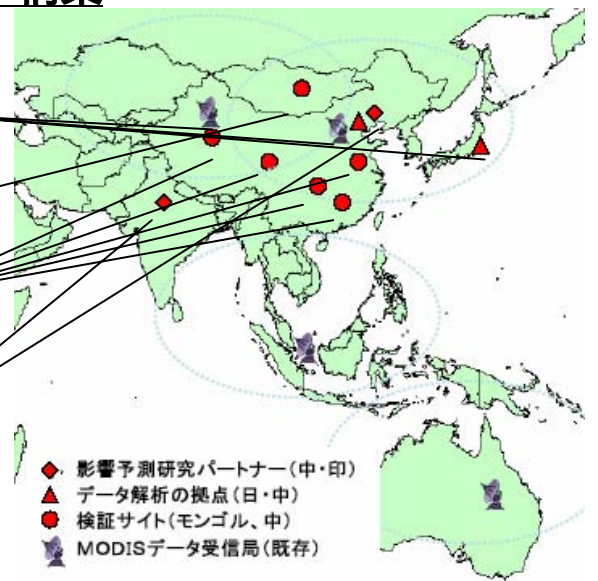 構築
影響予測研究パートナー(中・印)
データ解析の拠点(日・中)
検証サイト(モンゴル、中)
MODISデータ受信局(既存)